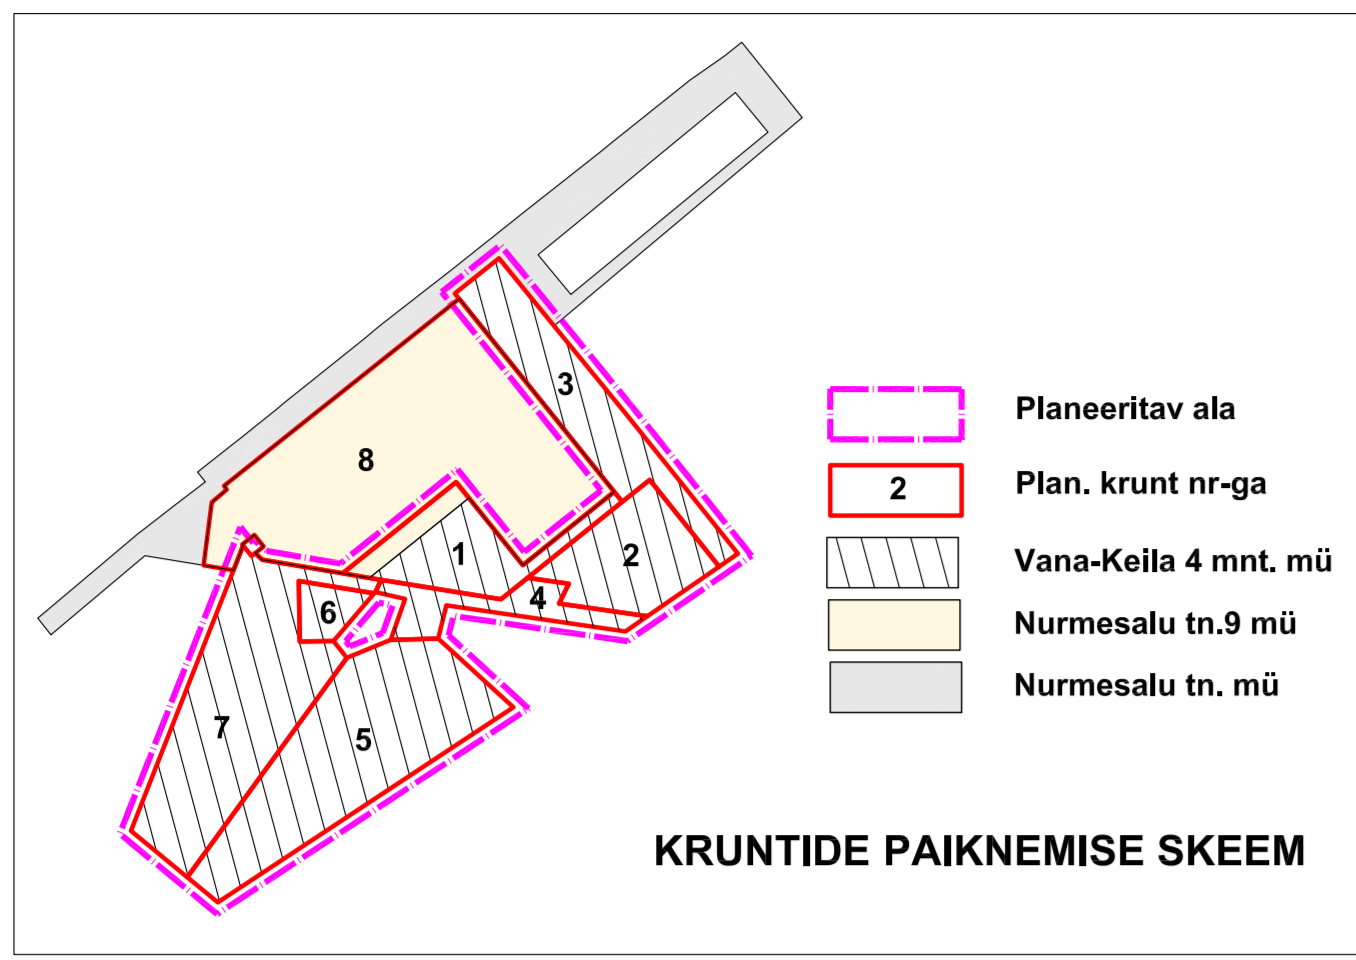 3
8
1
2
4
6
7
5
Planeeritav ala
2 Plan. krunt nr-ga
Vana-Keila 4 mnt. mü
Nurmesalu tn.9 mü
Nurmesalu tn. mü
KRUNTIDE PAIKNEMISE SKEEM